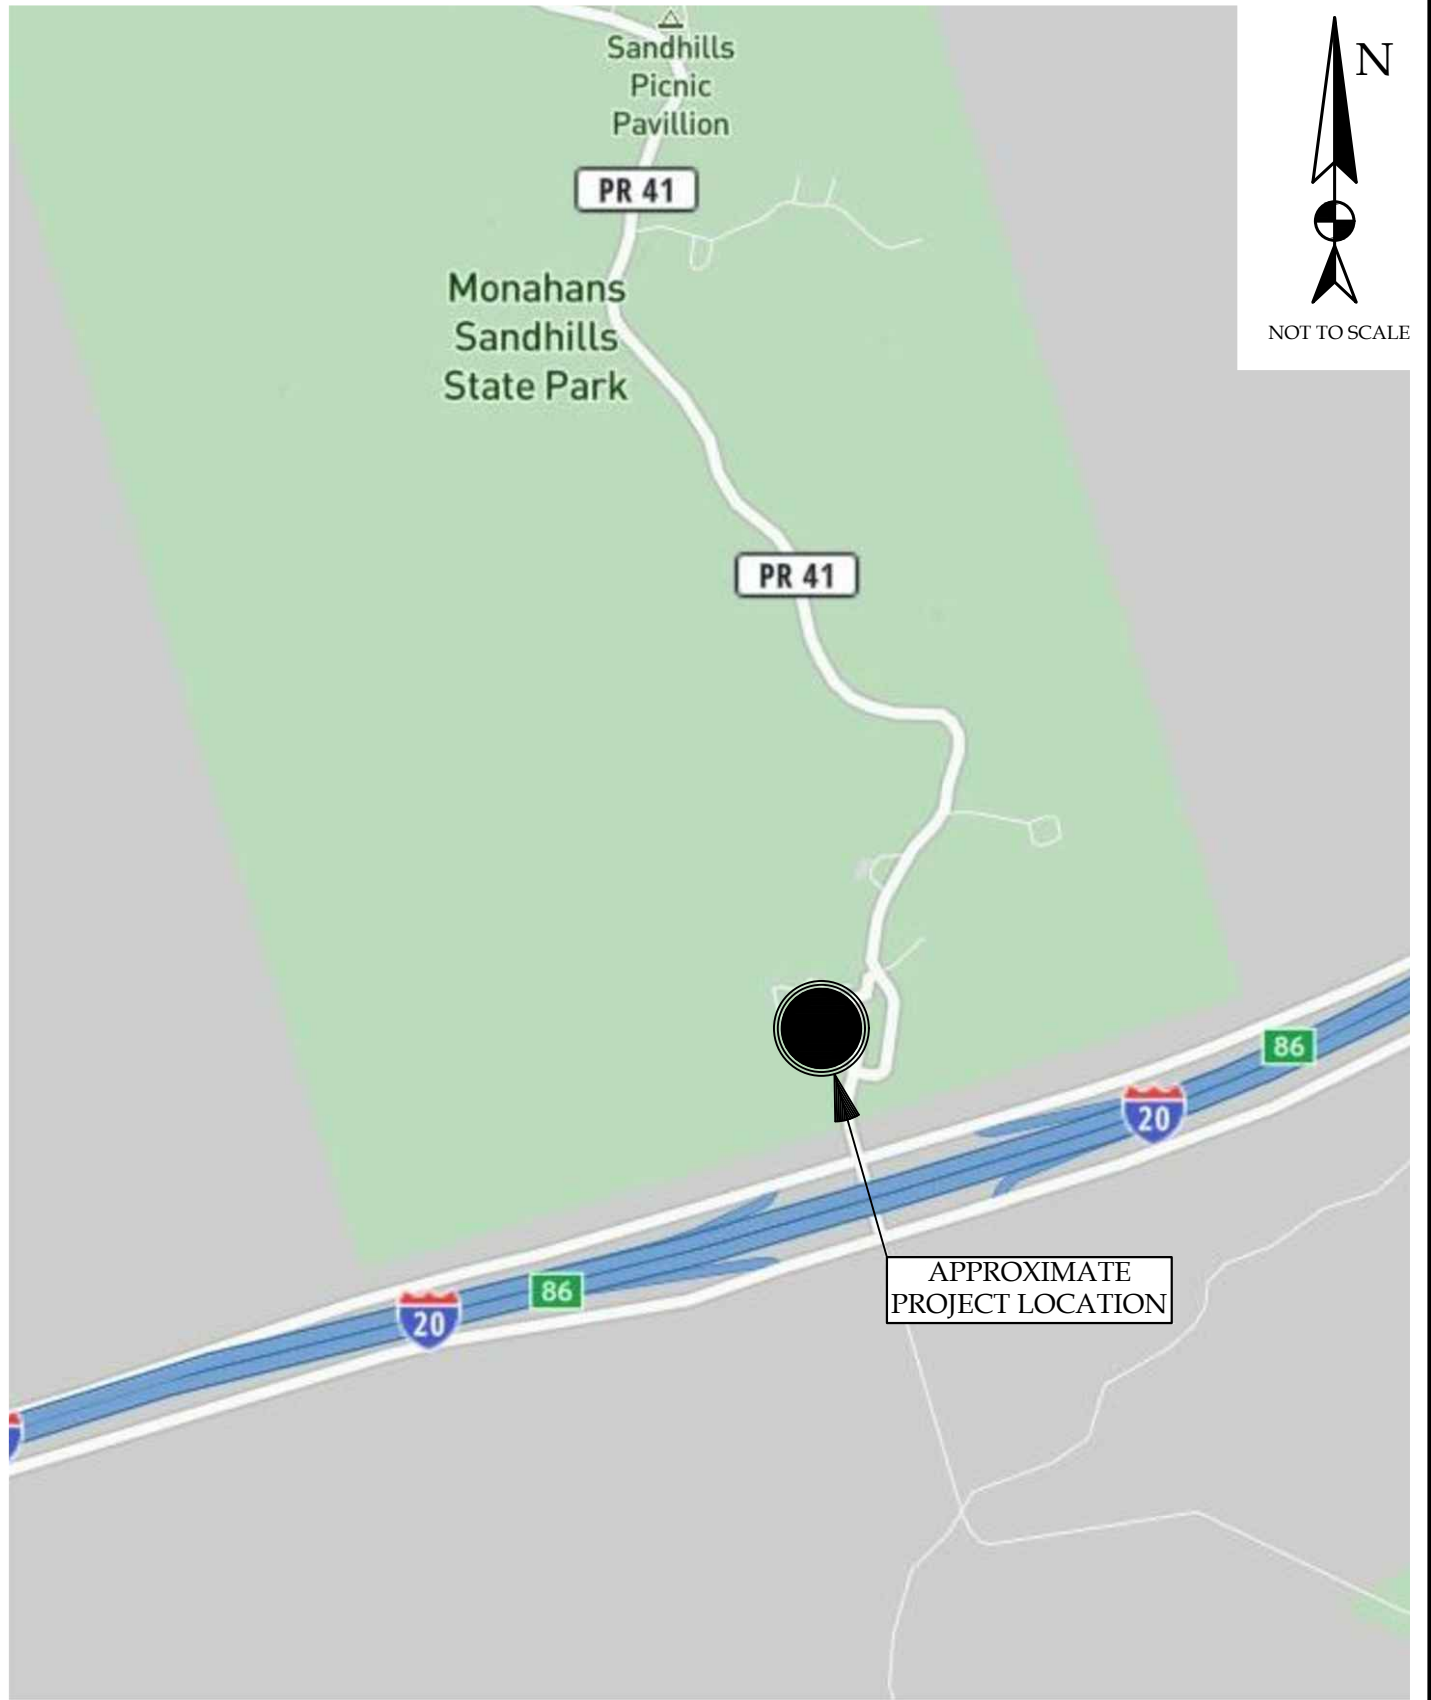 Sandhills
Picnic
Pavillion
N
PR 41
Monahans
Sandhills
State Park
NOT TO SCALE
PR 41
86
20
86
20
APPROXIMATE
PROJECT LOCATION